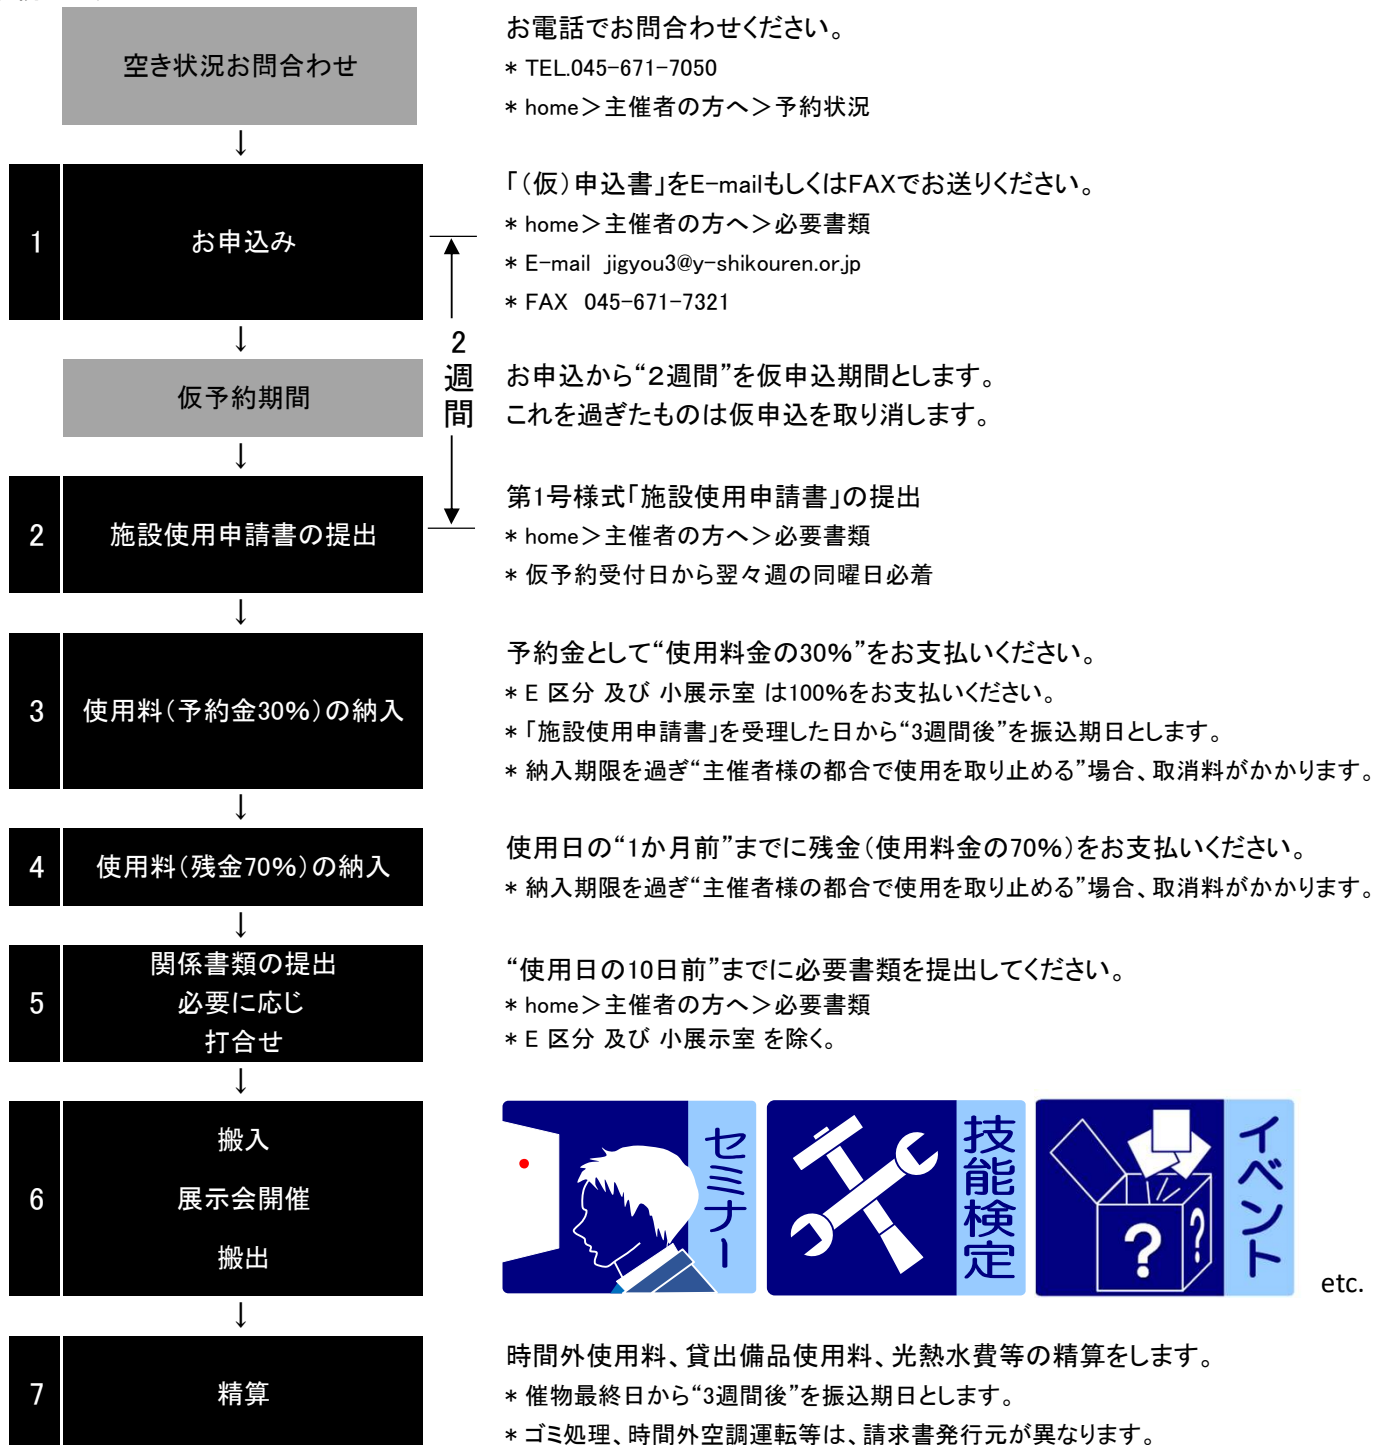 空き状況お問合わせ
お電話でお問合わせください。
* TEL.045-671-7050
* home＞主催者の方へ＞予約状況
↓
1
お申込み
「（仮）申込書」をE-mailもしくはFAXでお送りください。
* home＞主催者の方へ＞必要書類
* E-mail jigyou3@y-shikouren.or.jp
* FAX 045-671-7321
↓
2週間
仮予約期間
お申込から“2週間”を仮申込期間とします。
これを過ぎたものは仮申込を取り消します。
↓
2
施設使用申請書の提出
第1号様式「施設使用申請書」の提出
* home＞主催者の方へ＞必要書類
* 仮予約受付日から翌々週の同曜日必着
↓
3
使用料（予約金30%）の納入
予約金として“使用料金の30%”をお支払いください。
* E 区分 及び 小展示室 は100%をお支払いください。
* 「施設使用申請書」を受理した日から“3週間後”を振込期日とします。
* 納入期限を過ぎ“主催者様の都合で使用を取り止める”場合、取消料がかかります。
↓
4
使用料（残金70%）の納入
使用日の“1か月前”までに残金（使用料金の70%）をお支払いください。
* 納入期限を過ぎ“主催者様の都合で使用を取り止める”場合、取消料がかかります。
↓
5
関係書類の提出
必要に応じ
打合せ
“使用日の10日前”までに必要書類を提出してください。
* home＞主催者の方へ＞必要書類
* E 区分 及び 小展示室 を除く。
↓
6
搬入
展示会開催
搬出
セミナー
技能検定
イベント
? ?
etc.
↓
7
精算
時間外使用料、貸出備品使用料、光熱水費等の精算をします。
* 催物最終日から“3週間後”を振込期日とします。
* ゴミ処理、時間外空調運転等は、請求書発行元が異なります。